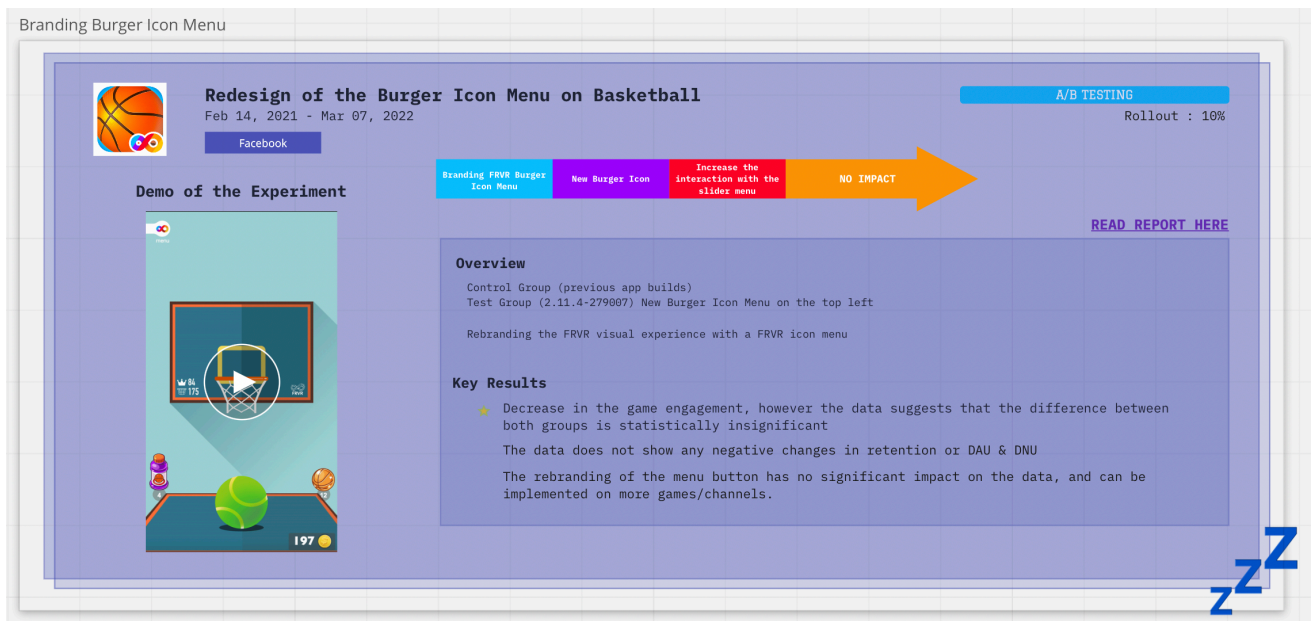 Branding Burger Icon Menu
Redesign of the Burger Icon Menu on Basketball
Feb 14, 2021 - Mar 07, 2022
Facebook
A/B TESTING
Rollout : 10%
Branding FRVR Burger
Icon Menu
New Burger Icon
Increase the
interaction with the
slider menu
NO IMPACT
Demo of the Experiment
READ REPORT HERE
menu
84
175
FRVR
4
12
197
Overview
Control Group (previous app builds)
Test Group (2.11.4-279007) New Burger Icon Menu on the top left
Rebranding the FRVR visual experience with a FRVR icon menu
Key Results
Decrease in the game engagement, however the data suggests that the difference between
both groups is statistically insignificant
The data does not show any negative changes in retention or DAU & DNU
The rebranding of the menu button has no significant impact on the data, and can be
implemented on more games/channels.
zzZ